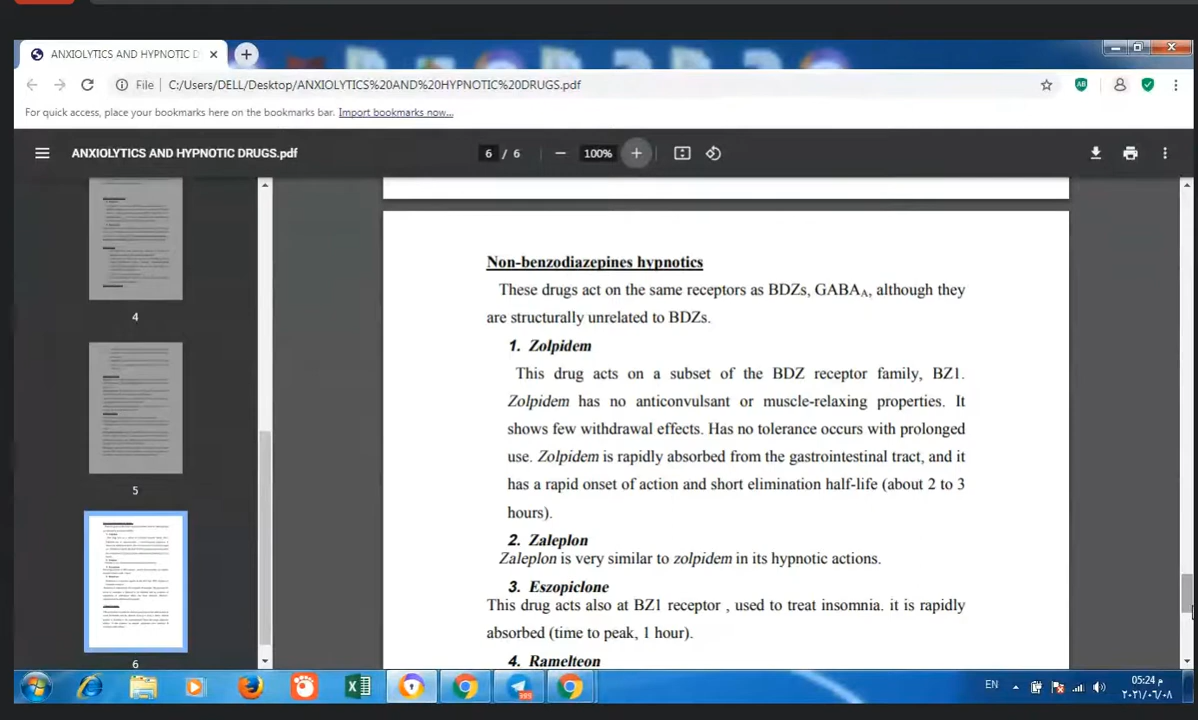 ANXIOLYTICS AND HYPNOTIC D
File
C:/Users/DELL/Desktop/ANXIOLYTICS%20AND%20HYPNOTIC%20DRUGS.pdf
For quick access, place your bookmarks here on the bookmarks bar. Import bookmarks now...
ANXIOLYTICS AND HYPNOTIC DRUGS.pdf
6 / 6
100%
4
5
6
Non-benzodiazepines hypnotics
These drugs act on the same receptors as BDZs, GABAA, although they
are structurally unrelated to BDZs.
1. Zolpidem
This drug acts on a subset of the BDZ receptor family, BZ1.
Zolpidem has no anticonvulsant or muscle-relaxing properties. It
shows few withdrawal effects. Has no tolerance occurs with prolonged
use. Zolpidem is rapidly absorbed from the gastrointestinal tract, and it
has a rapid onset of action and short elimination half-life (about 2 to 3
hours).
2. Zaleplon
Zaleplon is very similar to zolpidem in its hypnotic actions.
3. Eszopiclone
This drug acts also at BZ1 receptor , used to treat insomnia. it is rapidly
absorbed (time to peak, 1 hour).
4. Ramelteon
EN
05:24 م
٢٠٢١/٠٦/٠٨